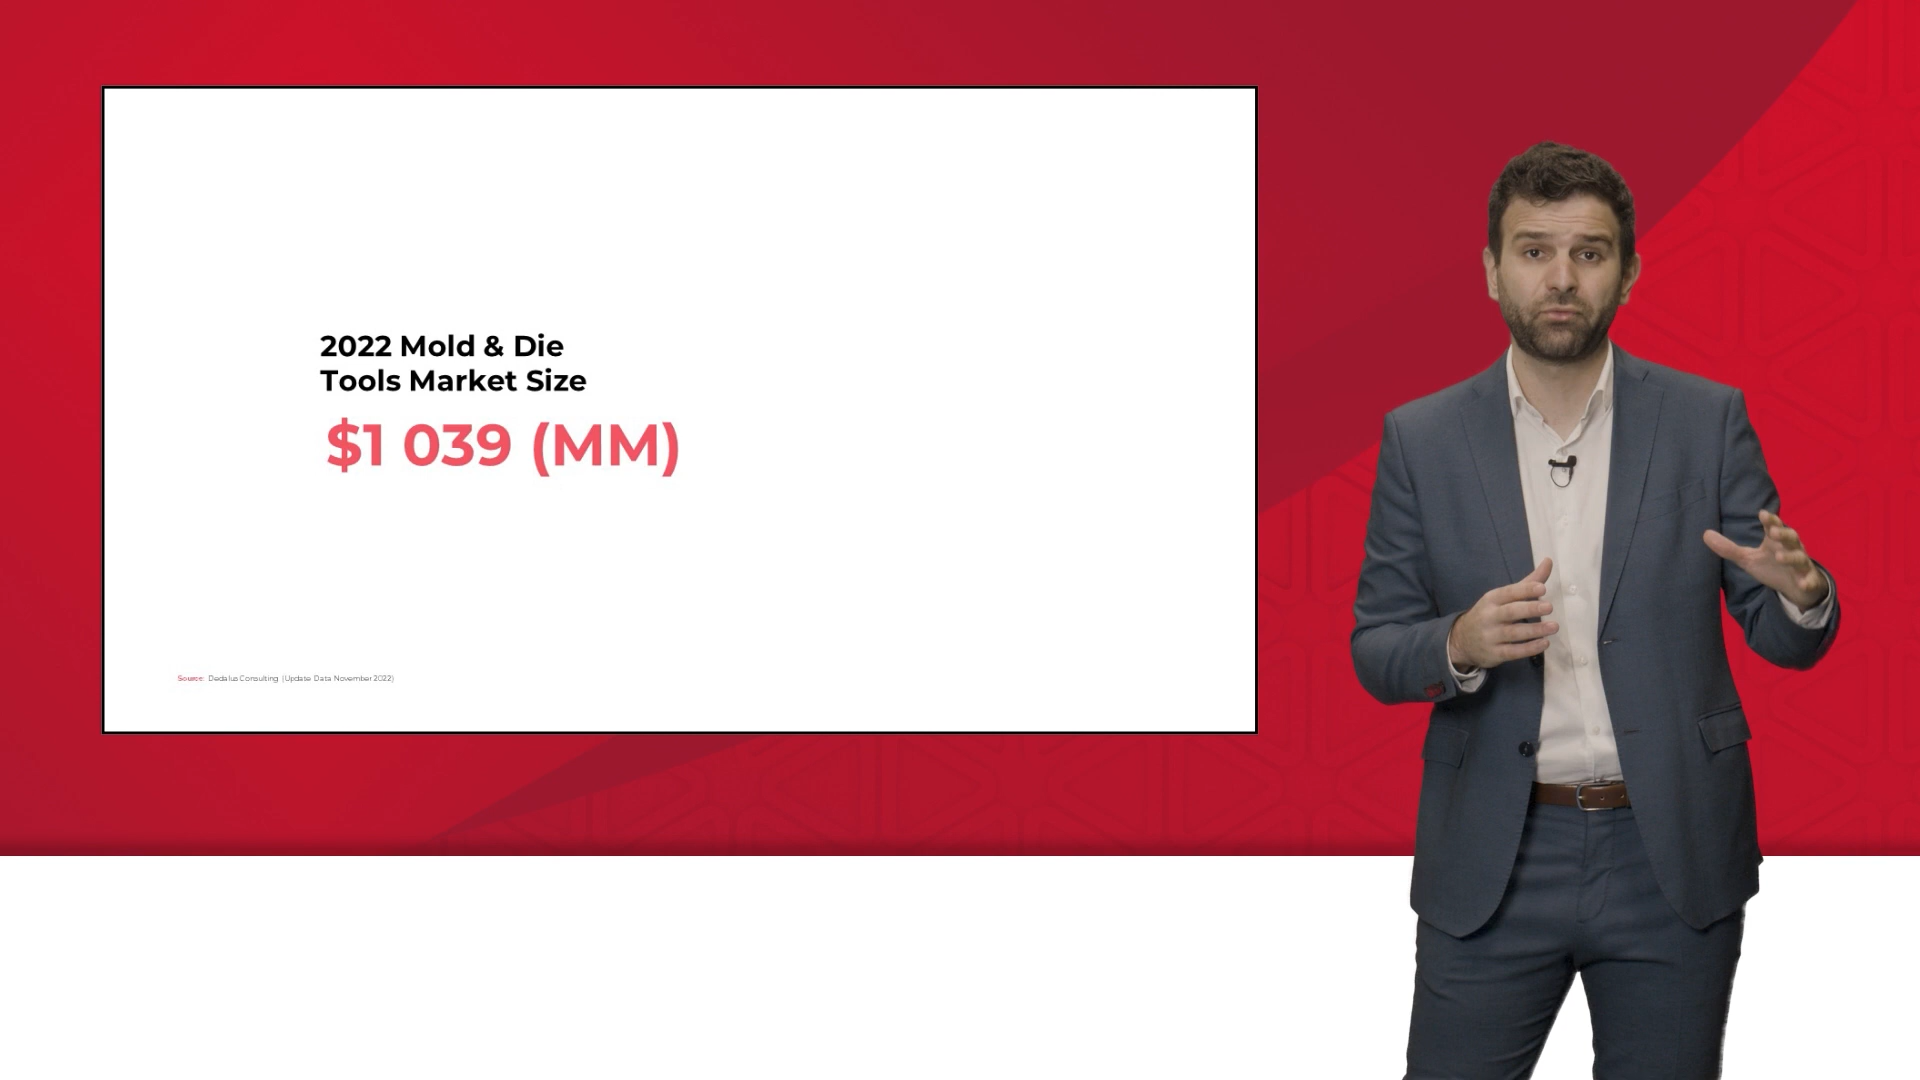 2022 Mold & Die
Tools Market Size
$1 039 (MM)
Source: Dedalus Consulting (Update Data November 2022)